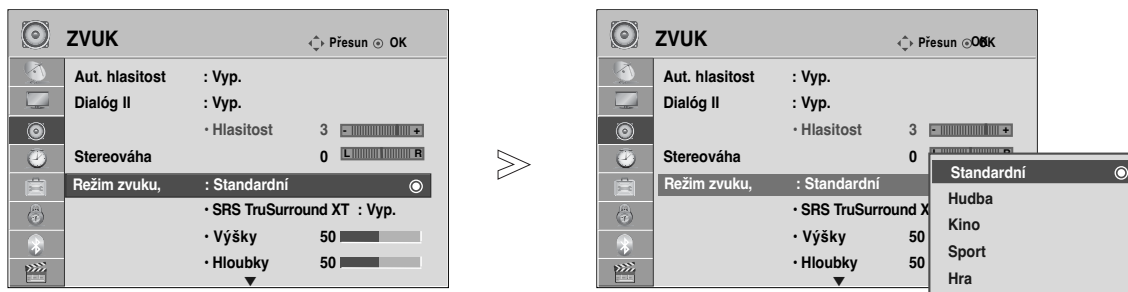 ZVUK
Přesun OK
Aut. hlasitost : Vyp.
Dialóg II : Vyp.
• Hlasitost 3 - +
Stereováha 0 L R
Režim zvuku, : Standardní
• SRS TruSurround XT : Vyp.
• Výšky 50
• Hloubky 50
ZVUK
Přesun OK
Aut. hlasitost : Vyp.
Dialóg II : Vyp.
• Hlasitost 3 - +
Stereováha 0 L R
Režim zvuku, : Standardní
• SRS TruSurround X
• Výšky 50
• Hloubky 50
Standardní
Hudba
Kino
Sport
Hra